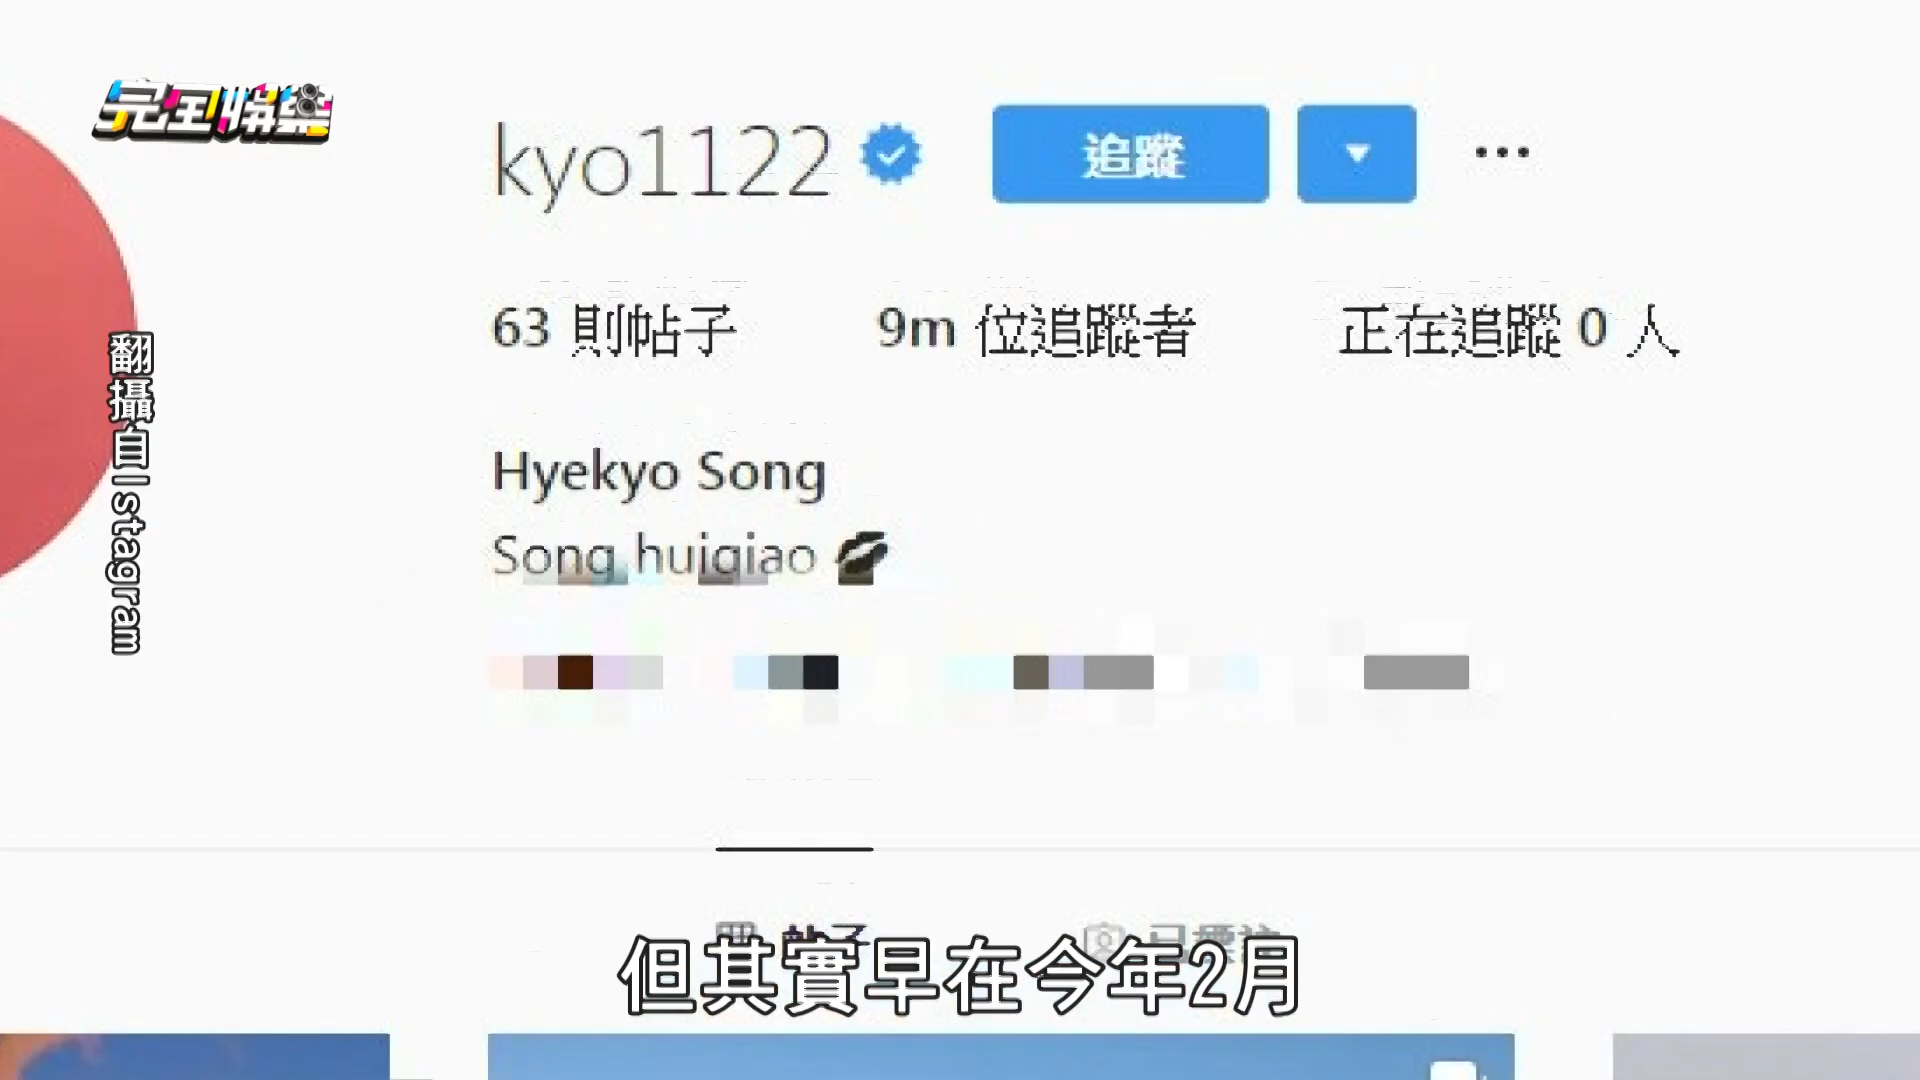 完全娛樂
kyo1122
追蹤
63 則帖子
9m 位追蹤者
正在追蹤 0 人
Hyekyo Song
Song huiqiao
翻攝自Istagram
帖子
但其實早在今年2月